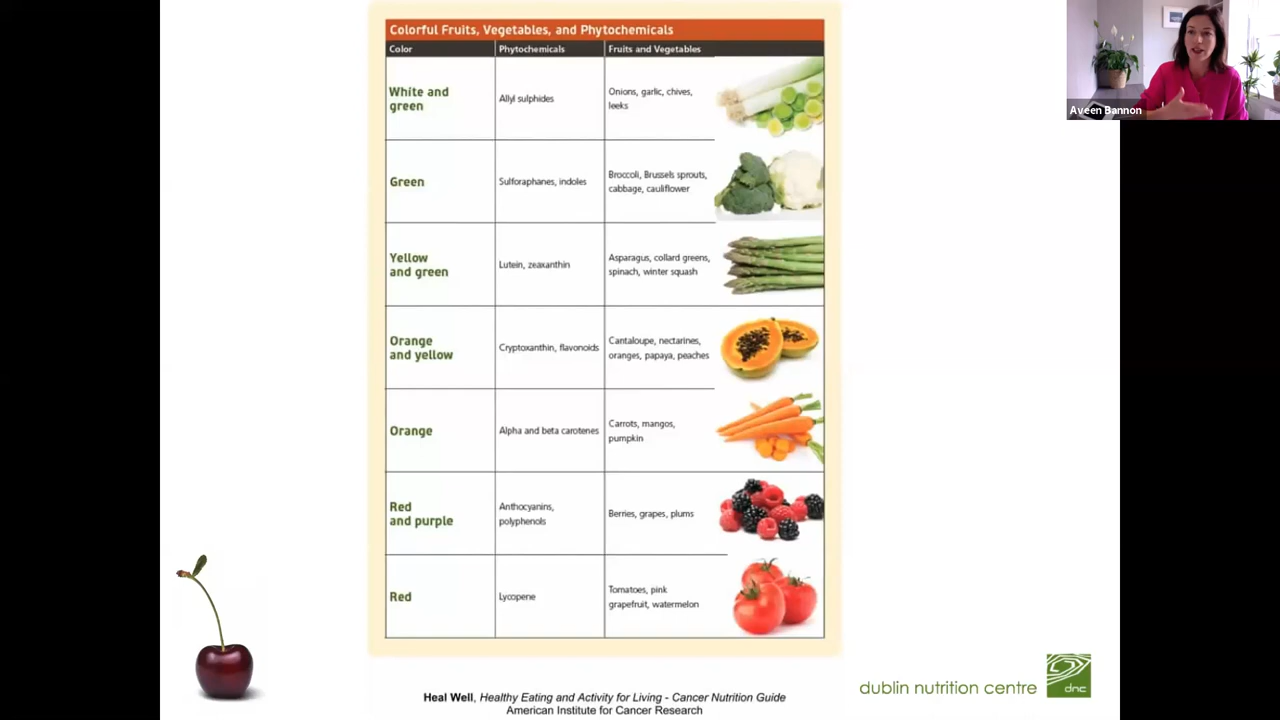 Colorful Fruits, Vegetables, and Phytochemicals
Color Phytochemicals Fruits and Vegetables
White and
green
Allyl sulphides
Onions, garlic, chives,
leeks
Green
Sulforaphanes, indoles
Broccoli, Brussels sprouts,
cabbage, cauliflower
Yellow
and green
Lutein, zeaxanthin
Asparagus, collard greens,
spinach, winter squash
Orange
and yellow
Cryptoxanthin, flavonoids
Cantaloupe, nectarines,
oranges, papaya, peaches
Orange
Alpha and beta carotenes
Carrots, mangos,
pumpkin
Red
and purple
Anthocyanins,
polyphenols
Berries, grapes, plums
Red
Lycopene
Tomatoes, pink
grapefruit, watermelon
Heal Well, Healthy Eating and Activity for Living - Cancer Nutrition Guide
American Institute for Cancer Research
dublin nutrition centre
dnc
Aveen Bannon